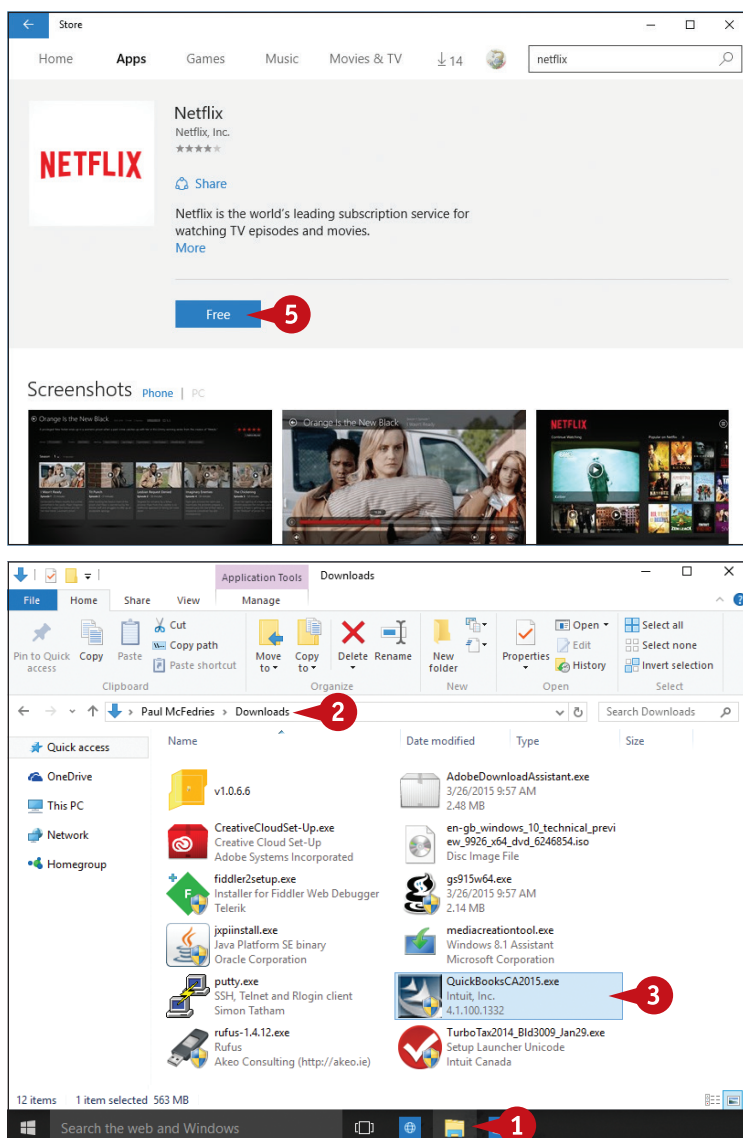 Store
Home Apps Games Music Movies & TV 14 netflix
NETFLIX
Netflix
Netflix, Inc.
Share
Netflix is the world's leading subscription service for
watching TV episodes and movies.
More
Free 5
Screenshots Phone | PC
Orange Is the New Black
Orange Is the New Black
NETFLIX
Application Tools Downloads
File Home Share View Manage
Pin to Quick access
Copy
Paste
Cut
Copy path
Paste shortcut
Move to
Copy to
Delete
Rename
New folder
Properties
Open
Edit
History
Select all
Select none
Invert selection
Clipboard Organize New Open Select
Paul McFedries > Downloads 2 Search Downloads
Quick access
OneDrive
This PC
Network
Homegroup
Name Date modified Type Size
v1.0.6.6
AdobeDownloadAssistant.exe
3/26/2015 9:57 AM
2.48 MB
CreativeCloudSet-Up.exe
Creative Cloud Set-Up
Adobe Systems Incorporated
en-gb_windows_10_technical_previ
ew_9926_x64_dvd_6246854.iso
Disc Image File
fiddler2setup.exe
Installer for Fiddler Web Debugger
Telerik
gs915w64.exe
3/26/2015 9:57 AM
2.14 MB
jxpiinstall.exe
Java Platform SE binary
Oracle Corporation
mediacreationtool.exe
Windows 8.1 Assistant
Microsoft Corporation
putty.exe
SSH, Telnet and Rlogin client
Simon Tatham
QuickBooksCA2015.exe
Intuit, Inc.
4.1.100.1332
3
rufus-1.4.12.exe
Rufus
Akeo Consulting (http://akeo.ie)
TurboTax2014_Bld3009_Jan29.exe
Setup Launcher Unicode
Intuit Canada
12 items 1 item selected 563 MB
Search the web and Windows 1